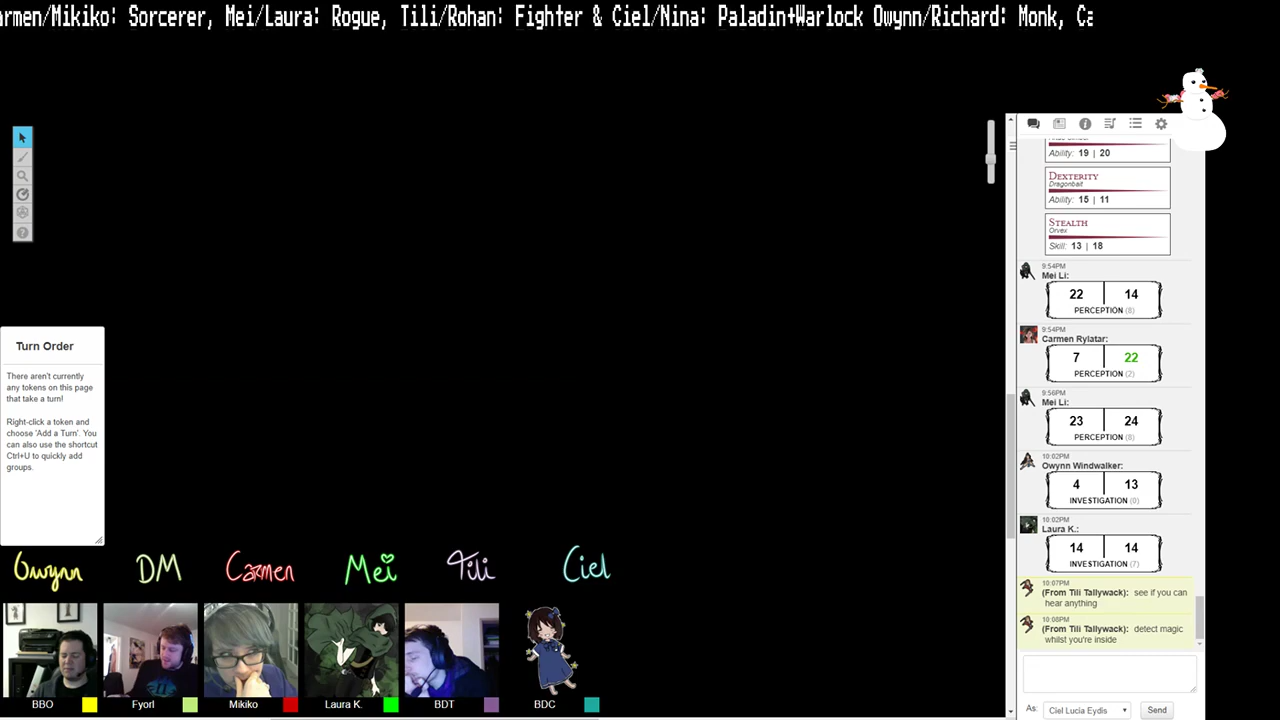 armen/Mikiko: Sorcerer, Mei/Laura: Rogue, Tili/Rohan: Fighter & Ciel/Nina: Paladin+Warlock Owynn/Richard: Monk, Ca
Ability: 19 | 20
DEXTERITY
Dragonbait
Ability: 15 | 11
STEALTH
Orvex
Skill: 13 | 18
9:54PM
Mei Li:
22 14
PERCEPTION (8)
9:54PM
Carmen Rylatar:
7 22
PERCEPTION (2)
9:56PM
Mei Li:
23 24
PERCEPTION (8)
10:02PM
Owynn Windwalker:
4 13
INVESTIGATION (0)
10:02PM
Laura K.:
14 14
INVESTIGATION (7)
10:07PM
(From Tili Tallywack): see if you can
hear anything
10:08PM
(From Tili Tallywack): detect magic
whilst you're inside
As: Ciel Lucia Eydis Send
Turn Order
There aren't currently
any tokens on this page
that take a turn!
Right-click a token and
choose 'Add a Turn'. You
can also use the shortcut
Ctrl+U to quickly add
groups.
Owynn DM Carmen Mei Tili Ciel
BBO Fyorl Mikiko Laura K. BDT BDC